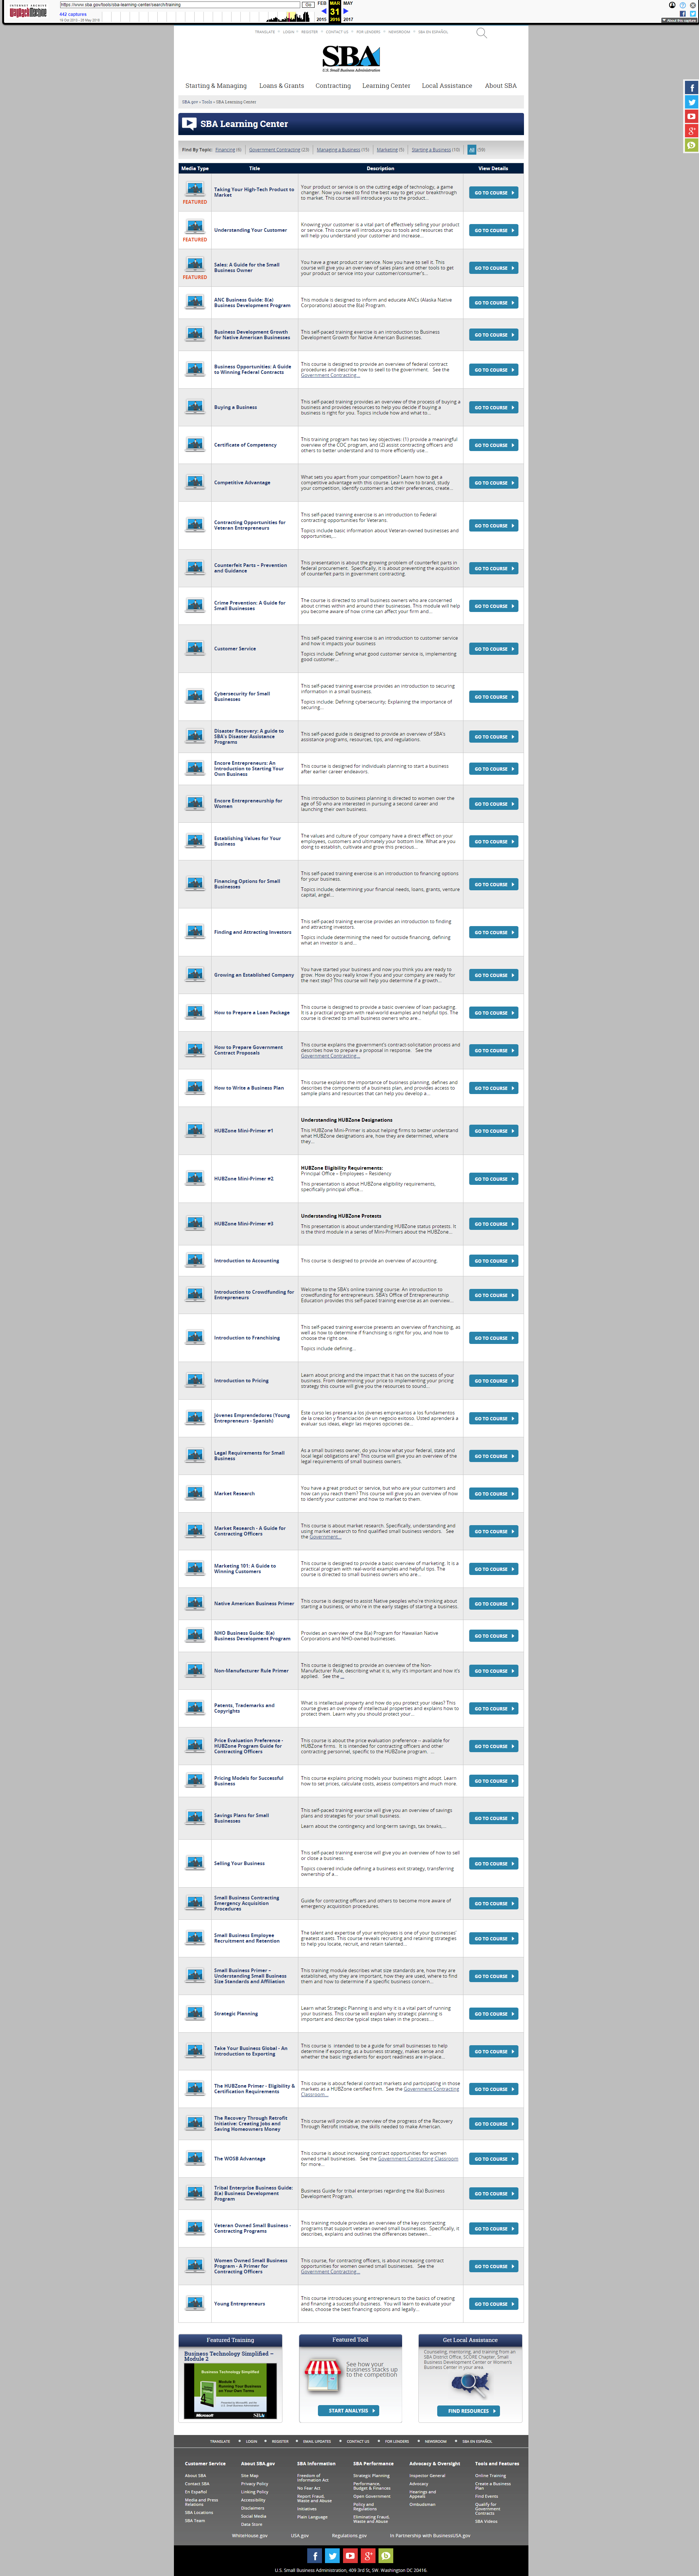 INTERNET ARCHIVE
https://www.sba.gov/tools/sba-learning-center/search/training
Go
FEB MAR MAY
31
2015 2016 2017
442 captures
About this capture
TRANSLATE LOGIN REGISTER CONTACT US FOR LENDERS NEWSROOM SBA EN ESPAÑOL
SBA
U.S. Small Business Administration
Starting & Managing Loans & Grants Contracting Learning Center Local Assistance About SBA
SBA.gov » Tools » SBA Learning Center
SBA Learning Center
Find By Topic: Financing (6) Government Contracting (23) Managing a Business (15) Marketing (5) Starting a Business (10) All (58)
Media Type Title Description View Details
Taking Your High-Tech Product to Market
FEATURED
Your product or service is on the cutting edge of technology, a game changer. Now you need to find the best way to get your breakthrough to market. This course will introduce you to the product...
GO TO COURSE
Understanding Your Customer
FEATURED
Knowing your customer is a vital part of effectively selling your product or service. This course will introduce you to tools and resources that will help you understand your customer and increase...
GO TO COURSE
Sales: A Guide for the Small Business Owner
FEATURED
You have a great product or service. Now you have to sell it. This course will give you an overview of sales plans and other tools to get your product or service into your customer/consumer's...
GO TO COURSE
ANC Business Guide: 8(a) Business Development Program
This module is designed to inform and educate ANCs (Alaska Native Corporations) about the 8(a) Program.
GO TO COURSE
Business Development Growth for Native American Businesses
This self-paced training exercise is an introduction to Business Development Growth for Native American Businesses.
GO TO COURSE
Business Opportunities: A Guide to Winning Federal Contracts
This course is designed to provide an overview of federal contract procedures and describe how to sell to the government. See the Government Contracting...
GO TO COURSE
Buying a Business
This self-paced training provides an overview of the process of buying a business and provides resources to help you decide if buying a business is right for you. Topics include how and what to...
GO TO COURSE
Certificate of Competency
This training program has two key objectives: (1) provide a meaningful overview of the COC program, and (2) assist contracting officers and others to better understand and to more efficiently use...
GO TO COURSE
Competitive Advantage
What sets you apart from your competition? Learn how to get a competitive advantage with this course. Learn how to brand, study your competition, identify customers and their preferences, create...
GO TO COURSE
Contracting Opportunities for Veteran Entrepreneurs
This self-paced training exercise is an introduction to Federal contracting opportunities for Veterans.
Topics include basic information about Veteran-owned businesses and opportunities,...
GO TO COURSE
Counterfeit Parts – Prevention and Guidance
This presentation is about the growing problem of counterfeit parts in federal procurement. Specifically, it is about preventing the acquisition of counterfeit parts in government contracting.
GO TO COURSE
Crime Prevention: A Guide for Small Businesses
The course is directed to small business owners who are concerned about crimes within and around their businesses. This module will help you become aware of how crime can affect your firm and...
GO TO COURSE
Customer Service
This self-paced training exercise is an introduction to customer service and how it impacts your business
Topics include: Defining what good customer service is, implementing good customer...
GO TO COURSE
Cybersecurity for Small Businesses
This self-paced training exercise provides an introduction to securing information in a small business.
Topics include: Defining cybersecurity; Explaining the importance of securing...
GO TO COURSE
Disaster Recovery: A guide to SBA's Disaster Assistance Programs
This self-paced guide is designed to provide an overview of SBA's assistance programs, resources, tips, and regulations.
GO TO COURSE
Encore Entrepreneurs: An Introduction to Starting Your Own Business
This course is designed for individuals planning to start a business after earlier career endeavors.
GO TO COURSE
Encore Entrepreneurship for Women
This introduction to business planning is directed to women over the age of 50 who are interested in pursuing a second career and launching their own business.
GO TO COURSE
Establishing Values for Your Business
The values and culture of your company have a direct effect on your employees, customers and ultimately your bottom line. What are you doing to establish, cultivate and grow this precious...
GO TO COURSE
Financing Options for Small Businesses
This self-paced training exercise is an introduction to financing options for your business.
Topics include, determining your financial needs, loans, grants, venture capital, angel...
GO TO COURSE
Finding and Attracting Investors
This self-paced training exercise provides an introduction to finding and attracting investors.
Topics include determining the need for outside financing, defining what an investor is and...
GO TO COURSE
Growing an Established Company
You have started your business and now you think you are ready to grow. How do you really know if you and your company are ready for the next step? This course will help you determine if a growth...
GO TO COURSE
How to Prepare a Loan Package
This course is designed to provide a basic overview of loan packaging. It is a practical program with real-world examples and helpful tips. The course is directed to small business owners who are...
GO TO COURSE
How to Prepare Government Contract Proposals
This course explains the government's contract-solicitation process and describes how to prepare a proposal in response. See the Government Contracting...
GO TO COURSE
How to Write a Business Plan
This course explains the importance of business planning, defines and describes the components of a business plan, and provides access to sample plans and resources that can help you develop a...
GO TO COURSE
HUBZone Mini-Primer #1
Understanding HUBZone Designations
This HUBZone Mini-Primer is about helping firms to better understand what HUBZone designations are, how they are determined, where they...
GO TO COURSE
HUBZone Mini-Primer #2
HUBZone Eligibility Requirements:
Principal Office – Employees – Residency
This presentation is about HUBZone eligibility requirements, specifically principal office...
GO TO COURSE
HUBZone Mini-Primer #3
Understanding HUBZone Protests
This presentation is about understanding HUBZone status protests. It is the third module in a series of Mini-Primers about the HUBZone...
GO TO COURSE
Introduction to Accounting
This course is designed to provide an overview of accounting.
GO TO COURSE
Introduction to Crowdfunding for Entrepreneurs
Welcome to the SBA's online training course: An introduction to crowdfunding for entrepreneurs. SBA's Office of Entrepreneurship Education provides this self-paced training exercise as an overview...
GO TO COURSE
Introduction to Franchising
This self-paced training exercise presents an overview of franchising, as well as how to determine if franchising is right for you, and how to choose the right one.
Topics include defining...
GO TO COURSE
Introduction to Pricing
Learn about pricing and the impact that it has on the success of your business. From determining your price to implementing your pricing strategy this course will give you the resources to sound...
GO TO COURSE
Jóvenes Emprendedores (Young Entrepreneurs - Spanish)
Este curso les presenta a los jóvenes empresarios a los fundamentos de la creación y financiación de un negocio exitoso. Usted aprenderá a evaluar sus ideas, elegir las mejores opciones de...
GO TO COURSE
Legal Requirements for Small Business
As a small business owner, do you know what your federal, state and local legal obligations are? This course will give you an overview of the legal requirements of small business owners.
GO TO COURSE
Market Research
You have a great product or service, but who are your customers and how can you reach them? This course will give you an overview of how to identify your customer and how to market to them.
GO TO COURSE
Market Research - A Guide for Contracting Officers
This course is about market research. Specifically, understanding and using market research to find qualified small business vendors. See the Government...
GO TO COURSE
Marketing 101: A Guide to Winning Customers
This course is designed to provide a basic overview of marketing. It is a practical program with real-world examples and helpful tips. The course is directed to small business owners who are...
GO TO COURSE
Native American Business Primer
This course is designed to assist Native peoples who're thinking about starting a business, or who're in the early stages of starting a business.
GO TO COURSE
NHO Business Guide: 8(a) Business Development Program
Provides an overview of the 8(a) Program for Hawaiian Native Corporations and NHO-owned businesses.
GO TO COURSE
Non-Manufacturer Rule Primer
This course is designed to provide an overview of the Non-Manufacturer Rule, describing what it is, why it's important and how it's applied. See the ...
GO TO COURSE
Patents, Trademarks and Copyrights
What is intellectual property and how do you protect your ideas? This course gives an overview of intellectual properties and explains how to protect them. Learn why you should protect your...
GO TO COURSE
Price Evaluation Preference - HUBZone Program Guide for Contracting Officers
This course is about the price evaluation preference -- available for HUBZone firms. It is intended for contracting officers and other contracting personnel, specific to the HUBZone program. ...
GO TO COURSE
Pricing Models for Successful Business
This course explains pricing models your business might adopt. Learn how to set prices, calculate costs, assess competitors and much more.
GO TO COURSE
Savings Plans for Small Businesses
This self-paced training exercise will give you an overview of savings plans and strategies for your small business.
Learn about the contingency and long-term savings, tax breaks,...
GO TO COURSE
Selling Your Business
This self-paced training exercise will give you an overview of how to sell or close a business.
Topics covered include defining a business exit strategy, transferring ownership of a...
GO TO COURSE
Small Business Contracting Emergency Acquisition Procedures
Guide for contracting officers and others to become more aware of emergency acquisition procedures.
GO TO COURSE
Small Business Employee Recruitment and Retention
The talent and expertise of your employees is one of your businesses' greatest assets. This course reveals recruiting and retaining strategies to help you locate, recruit, and retain talented...
GO TO COURSE
Small Business Primer – Understanding Small Business Size Standards and Affiliation
This training module describes what size standards are, how they are established, why they are important, how they are used, where to find them and how to determine if a specific business concern...
GO TO COURSE
Strategic Planning
Learn what Strategic Planning is and why it is a vital part of running your business. This course will explain why strategic planning is important and describe typical steps taken in the process....
GO TO COURSE
Take Your Business Global - An Introduction to Exporting
This course is intended to be a guide for small businesses to help determine if exporting, as a business strategy, makes sense and whether the basic ingredients for export readiness are in-place...
GO TO COURSE
The HUBZone Primer - Eligibility & Certification Requirements
This course is about federal contract markets and participating in those markets as a HUBZone certified firm. See the Government Contracting Classroom...
GO TO COURSE
The Recovery Through Retrofit Initiative: Creating Jobs and Saving Homeowners Money
This course will provide an overview of the progress of the Recovery Through Retrofit initiative, the skills needed to make American...
GO TO COURSE
The WOSB Advantage
This course is about increasing contract opportunities for women owned small businesses. See the Government Contracting Classroom for more...
GO TO COURSE
Tribal Enterprise Business Guide: 8(a) Business Development Program
Business Guide for tribal enterprises regarding the 8(a) Business Development Program.
GO TO COURSE
Veteran Owned Small Business - Contracting Programs
This training module provides an overview of the key contracting programs that support veteran owned small businesses. Specifically, it describes, explains and outlines the differences between...
GO TO COURSE
Women Owned Small Business Program - A Primer for Contracting Officers
This course, for contracting officers, is about increasing contract opportunities for women owned small businesses. See the Government Contracting...
GO TO COURSE
Young Entrepreneurs
This course introduces young entrepreneurs to the basics of creating and financing a successful business. You will learn to evaluate your ideas, choose the best financing options and legally...
GO TO COURSE
Featured Training
Business Technology Simplified – Module 2
Business Technology Simplified
Microsoft
SBA
Featured Tool
See how your business stacks up to the competition
START ANALYSIS
Get Local Assistance
Counseling, mentoring, and training from an SBA District Office, SCORE Chapter, Small Business Development Center or Women's Business Center in your area.
FIND RESOURCES
TRANSLATE LOGIN REGISTER EMAIL UPDATES CONTACT US FOR LENDERS NEWSROOM SBA EN ESPAÑOL
Customer Service
About SBA
Contact SBA
En Español
Media and Press Relations
SBA Locations
SBA Team
About SBA.gov
Site Map
Privacy Policy
Linking Policy
Accessibility
Disclaimers
Social Media
Data Store
SBA Information
Freedom of Information Act
No Fear Act
Report Fraud, Waste and Abuse
Initiatives
Plain Language
SBA Performance
Strategic Planning
Performance, Budget & Finances
Open Government
Policy and Regulations
Eliminating Fraud, Waste and Abuse
Advocacy & Oversight
Inspector General
Advocacy
Hearings and Appeals
Ombudsman
Tools and Features
Online Training
Create a Business Plan
Find Events
Qualify for Government Contracts
SBA Videos
WhiteHouse.gov USA.gov Regulations.gov In Partnership with BusinessUSA.gov
U.S. Small Business Administration, 409 3rd St, SW. Washington DC 20416.